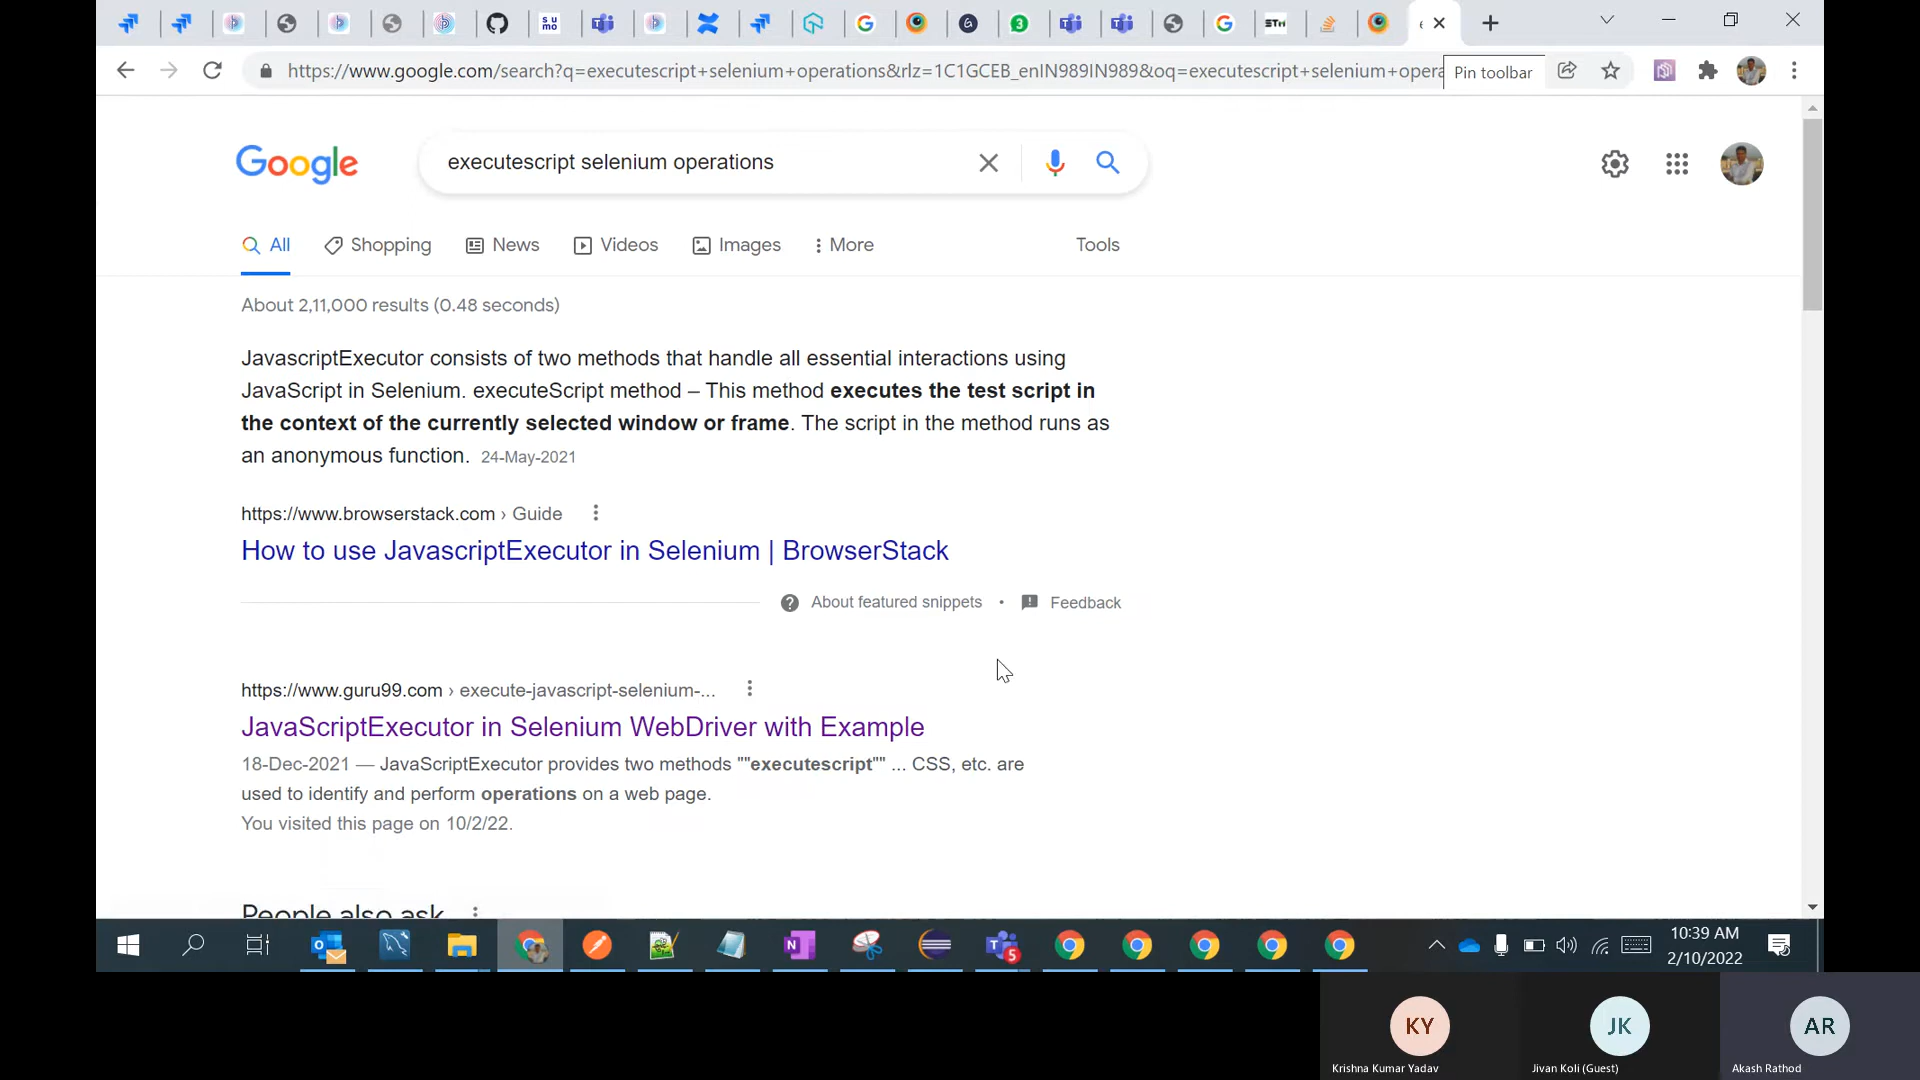 https://www.google.com/search?q=executescript+selenium+operations&rlz=1C1GCEB_enIN989IN989&oq=executescript+selenium+opera
Pin toolbar
Google
executescript selenium operations
All
Shopping
News
Videos
Images
More
Tools
About 2,11,000 results (0.48 seconds)
JavascriptExecutor consists of two methods that handle all essential interactions using
JavaScript in Selenium. executeScript method – This method executes the test script in
the context of the currently selected window or frame. The script in the method runs as
an anonymous function. 24-May-2021
https://www.browserstack.com › Guide
How to use JavascriptExecutor in Selenium | BrowserStack
About featured snippets • Feedback
https://www.guru99.com › execute-javascript-selenium-...
JavaScriptExecutor in Selenium WebDriver with Example
18-Dec-2021 — JavaScriptExecutor provides two methods ""executescript"" ... CSS, etc. are
used to identify and perform operations on a web page.
You visited this page on 10/2/22.
People also ask
10:39 AM
2/10/2022
KY
JK
AR
Krishna Kumar Yadav
Jivan Koli (Guest)
Akash Rathod